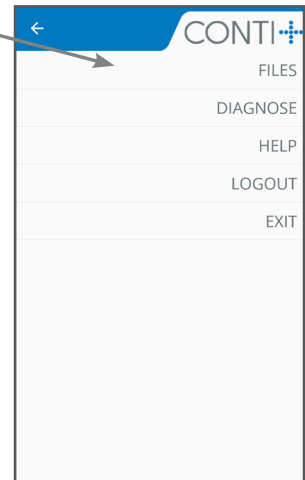 CONTI+
FILES
DIAGNOSE
HELP
LOGOUT
EXIT